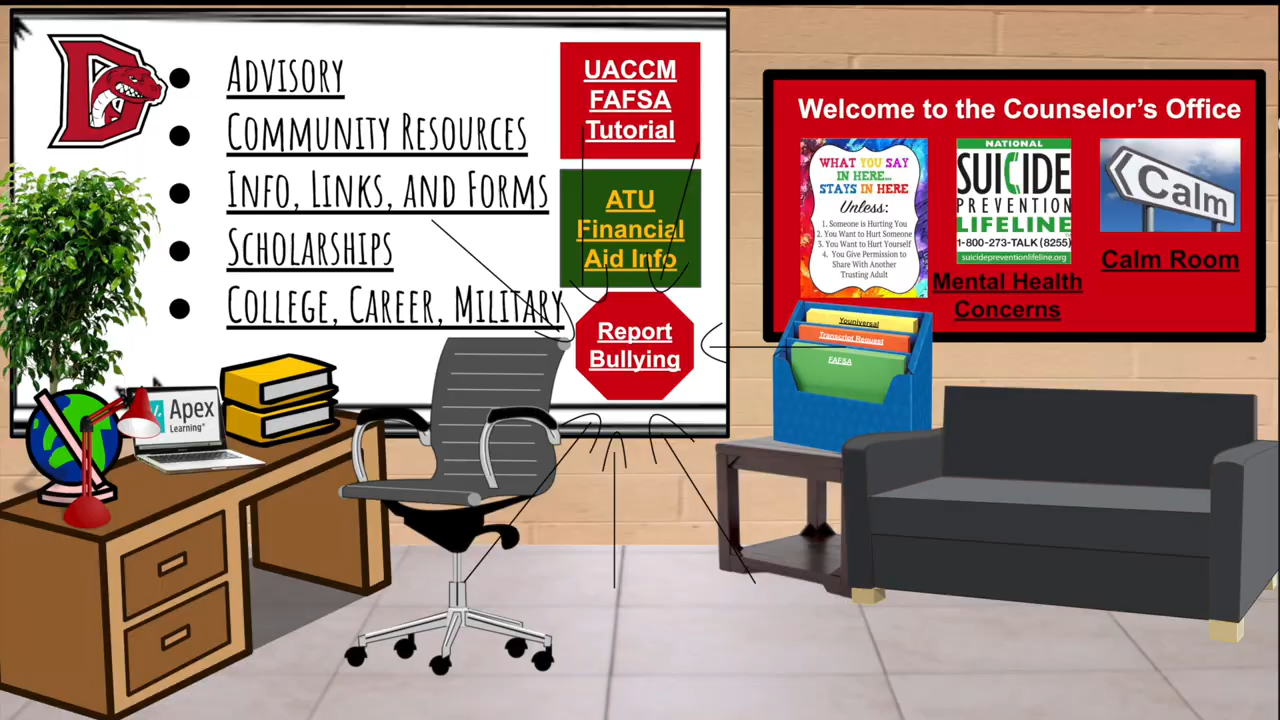 ADVISORY
COMMUNITY RESOURCES
INFO, LINKS, AND FORMS
SCHOLARSHIPS
COLLEGE, CAREER, MILITARY
UACCM
FAFSA
Tutorial
ATU
Financial
Aid Info
Report
Bullying
Welcome to the Counselor's Office
WHAT YOU SAY
IN HERE...
STAYS IN HERE
Unless:
1. Someone is Hurting You
2. You Want to Hurt Someone
3. You Want to Hurt Yourself
4. You Give Permission to
Share With Another
Trusting Adult
NATIONAL
SUICIDE
PREVENTION
LIFELINE
1-800-273-TALK (8255)
suicidepreventionlifeline.org
Mental Health
Concerns
Calm
Calm Room
Youniversal
Transcript Request
FAFSA
Apex
Learning
D